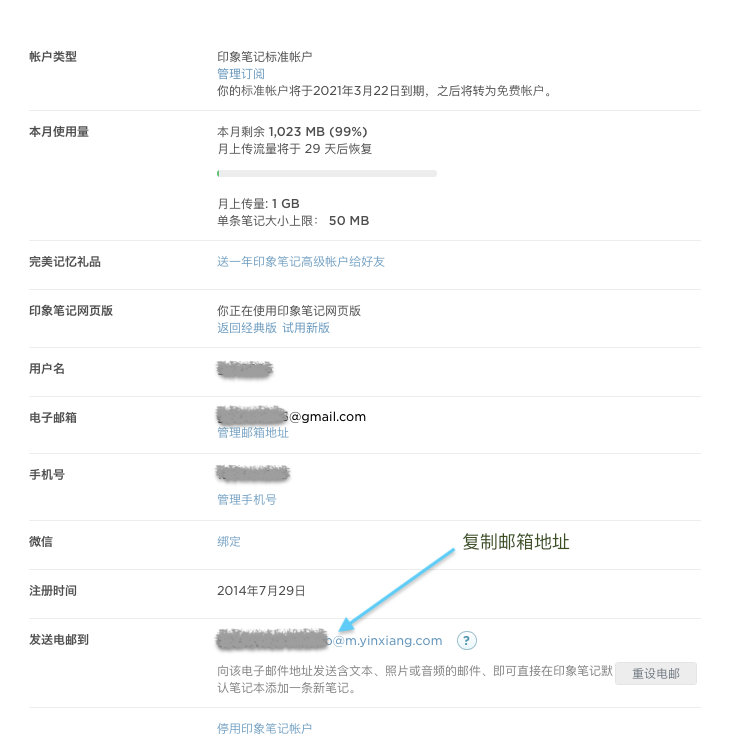 帐户类型
印象笔记标准帐户
管理订阅
你的标准帐户将于2021年3月22日到期，之后将转为免费帐户。
本月使用量
本月剩余 1,023 MB (99%)
月上传流量将于 29 天后恢复
月上传量: 1 GB
单条笔记大小上限： 50 MB
完美记忆礼品
送一年印象笔记高级帐户给好友
印象笔记网页版
你正在使用印象笔记网页版
返回经典版 试用新版
用户名
电子邮箱
@gmail.com
管理邮箱地址
手机号
管理手机号
微信
绑定
复制邮箱地址
注册时间
2014年7月29日
发送电邮到
@m.yinxiang.com ?
向该电子邮件地址发送含文本、照片或音频的邮件、即可直接在印象笔记默
认笔记本添加一条新笔记。
重设电邮
停用印象笔记帐户